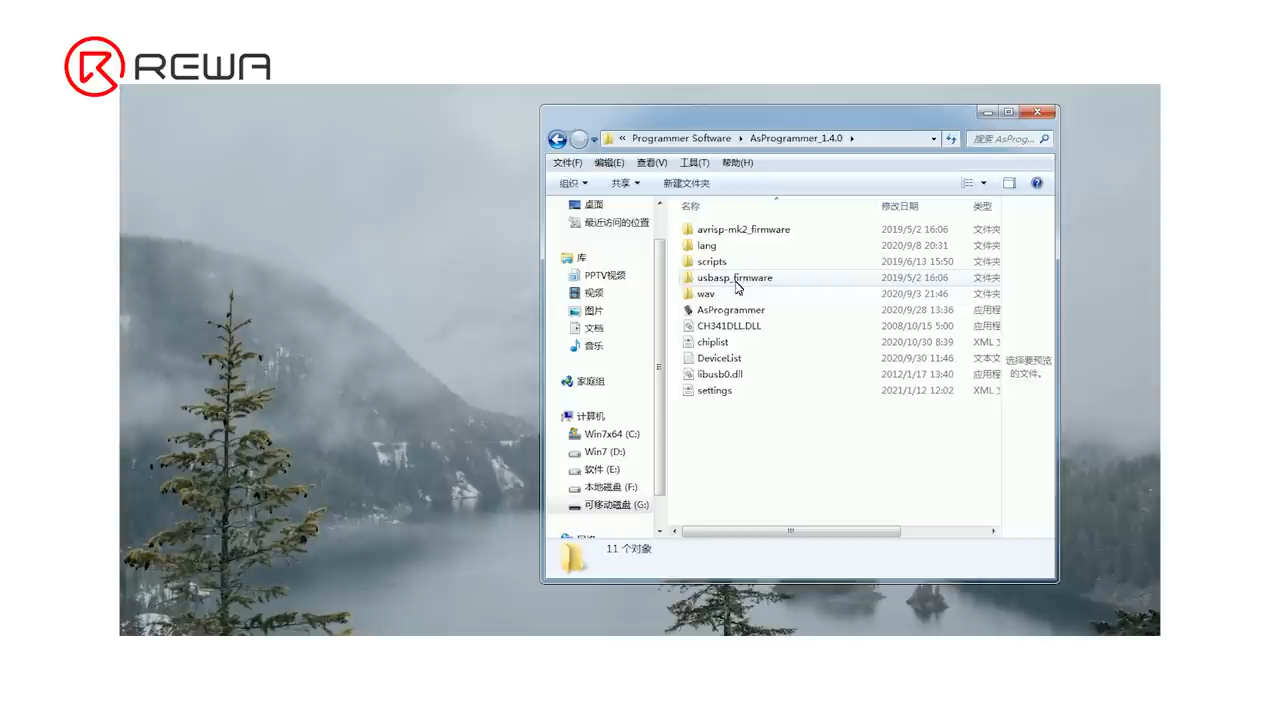 REWA
« Programmer Software AsProgrammer_1.4.0
搜索 AsProg...
文件(F) 编辑(E) 查看(V) 工具(T) 帮助(H)
组织 共享 新建文件夹
桌面
最近访问的位置
库
PPTV视频
视频
图片
文档
音乐
家庭组
计算机
Win7x64 (C:)
Win7 (D:)
软件 (E:)
本地磁盘 (F:)
可移动磁盘 (G:)
名称 修改日期 类型
avrisp-mk2_firmware 2019/5/2 16:06 文件夹
lang 2020/9/8 20:31 文件夹
scripts 2019/6/13 15:50 文件夹
usbasp_firmware 2019/5/2 16:06 文件夹
wav 2020/9/3 21:46 文件夹
AsProgrammer 2020/9/28 13:36 应用程
CH341DLL.DLL 2008/10/15 5:00 应用程
chiplist 2020/10/30 8:39 XML
DeviceList 2020/9/30 11:46 文本文
libusb0.dll 2012/1/17 13:40 应用程
settings 2021/1/12 12:02 XML
选择要预览
的文件。
11 个对象